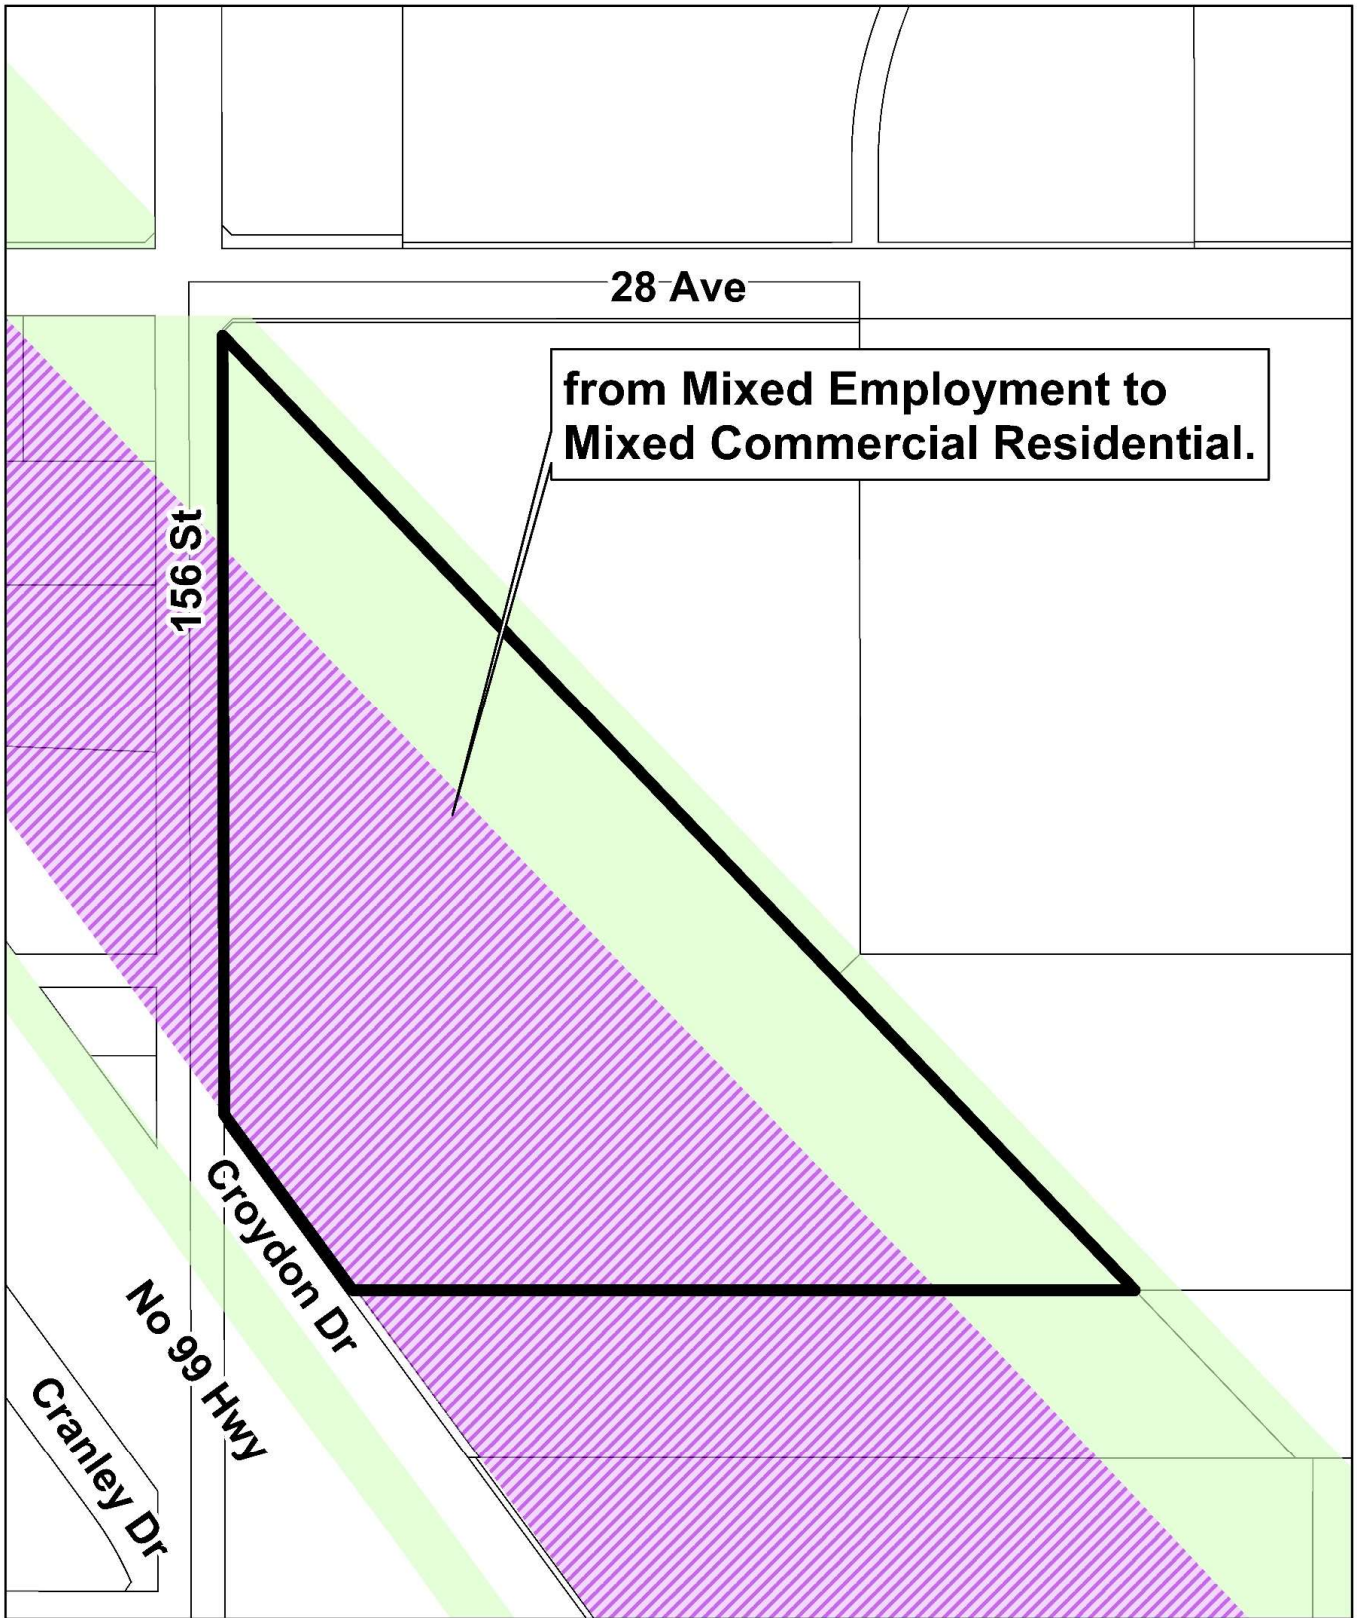 28 Ave
from Mixed Employment to
Mixed Commercial Residential.
156 St
Croydon Dr
No 99 Hwy
Cranley Dr